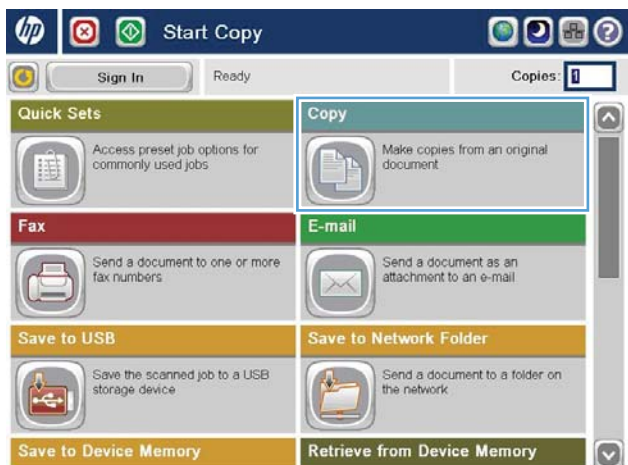 hp
Start Copy
?
Sign In
Ready
Copies: 1
Quick Sets
Access preset job options for
commonly used jobs
Copy
Make copies from an original
document
Fax
Send a document to one or more
fax numbers
E-mail
Send a document as an
attachment to an e-mail
Save to USB
Save the scanned job to a USB
storage device
Save to Network Folder
Send a document to a folder on
the network
Save to Device Memory
Retrieve from Device Memory